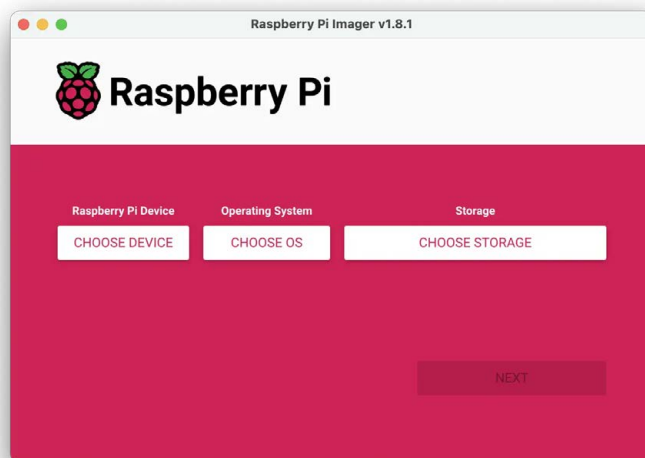 Raspberry Pi Imager v1.8.1
Raspberry Pi
Raspberry Pi Device Operating System Storage
CHOOSE DEVICE CHOOSE OS CHOOSE STORAGE
NEXT